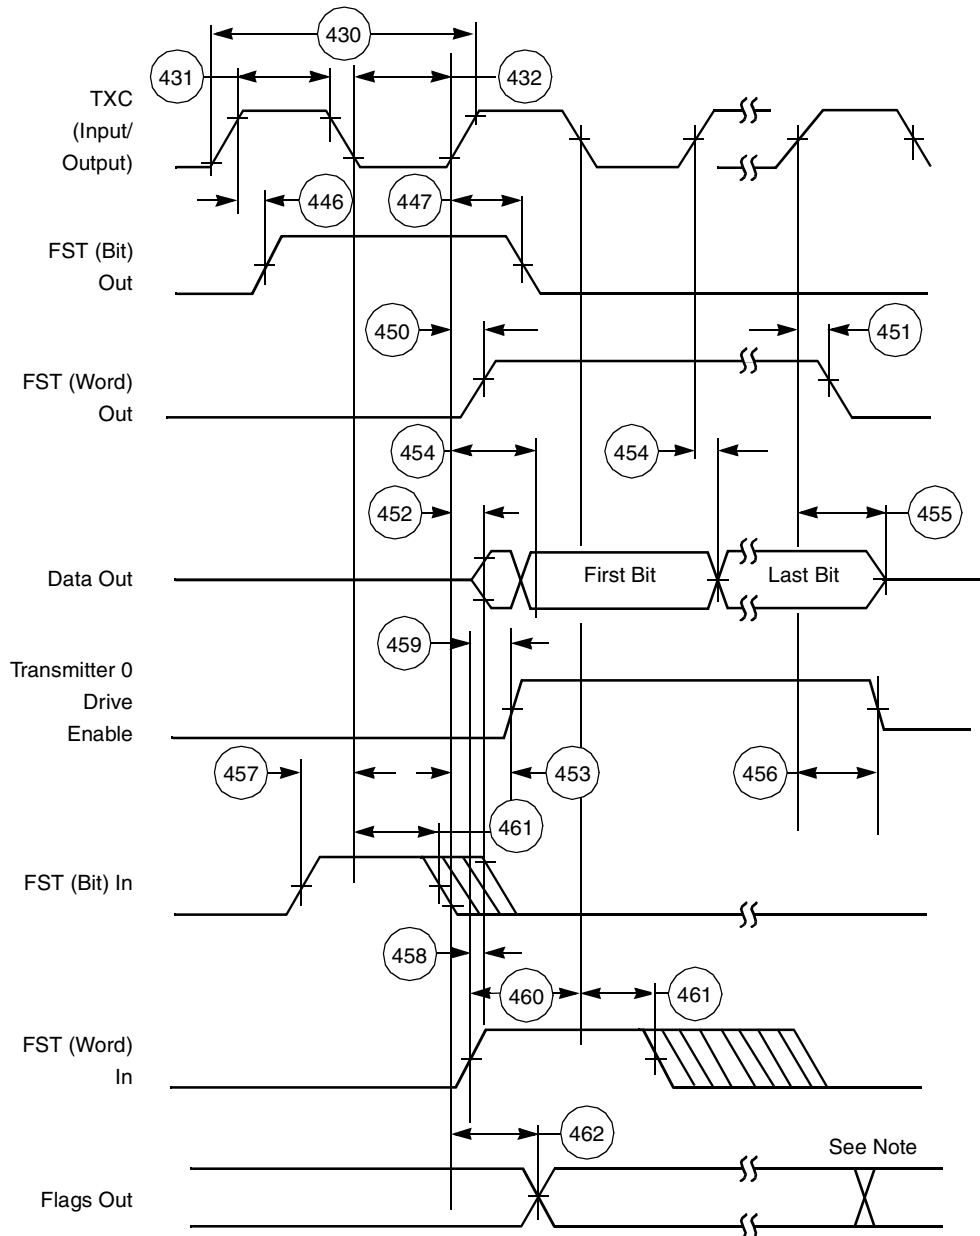 430
431
432
TXC
(Input/
Output)
446
447
FST (Bit)
Out
450
451
FST (Word)
Out
454
454
452
455
Data Out
First Bit
Last Bit
459
Transmitter 0
Drive
Enable
457
453
456
461
FST (Bit) In
458
460
461
FST (Word)
In
462
See Note
Flags Out